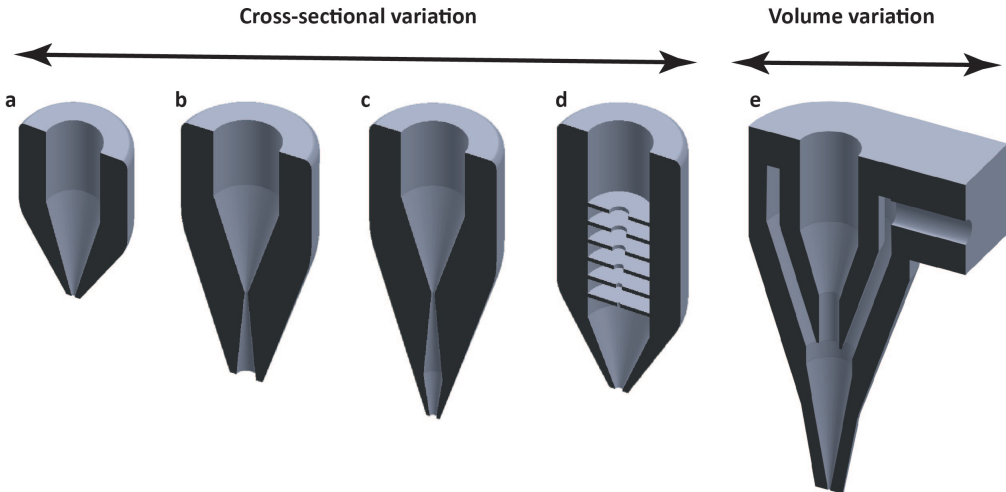 Cross-sectional variation
Volume variation
a
b
c
d
e